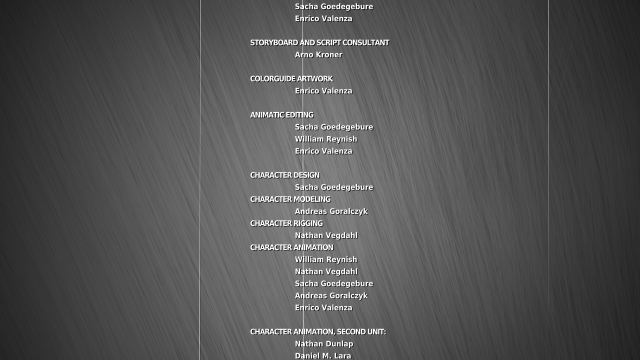 Sacha Goedegebure
Enrico Valenza
STORYBOARD AND SCRIPT CONSULTANT
Arno Kroner
COLORGUIDE ARTWORK
Enrico Valenza
ANIMATIC EDITING
Sacha Goedegebure
William Reynish
Enrico Valenza
CHARACTER DESIGN
Sacha Goedegebure
CHARACTER MODELING
Andreas Goralczyk
CHARACTER RIGGING
Nathan Vegdahl
CHARACTER ANIMATION
William Reynish
Nathan Vegdahl
Sacha Goedegebure
Andreas Goralczyk
Enrico Valenza
CHARACTER ANIMATION, SECOND UNIT:
Nathan Dunlap
Daniel M. Lara